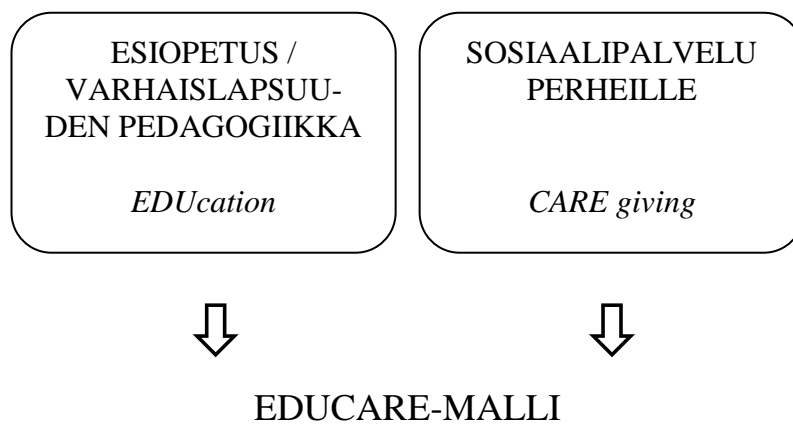 ESIOPETUS /
VARHAISLAPSUU-
DEN PEDAGOGIIKKA
EDUcation
SOSIAALIPALVELU
PERHEILLE
CARE giving
EDUCARE-MALLI